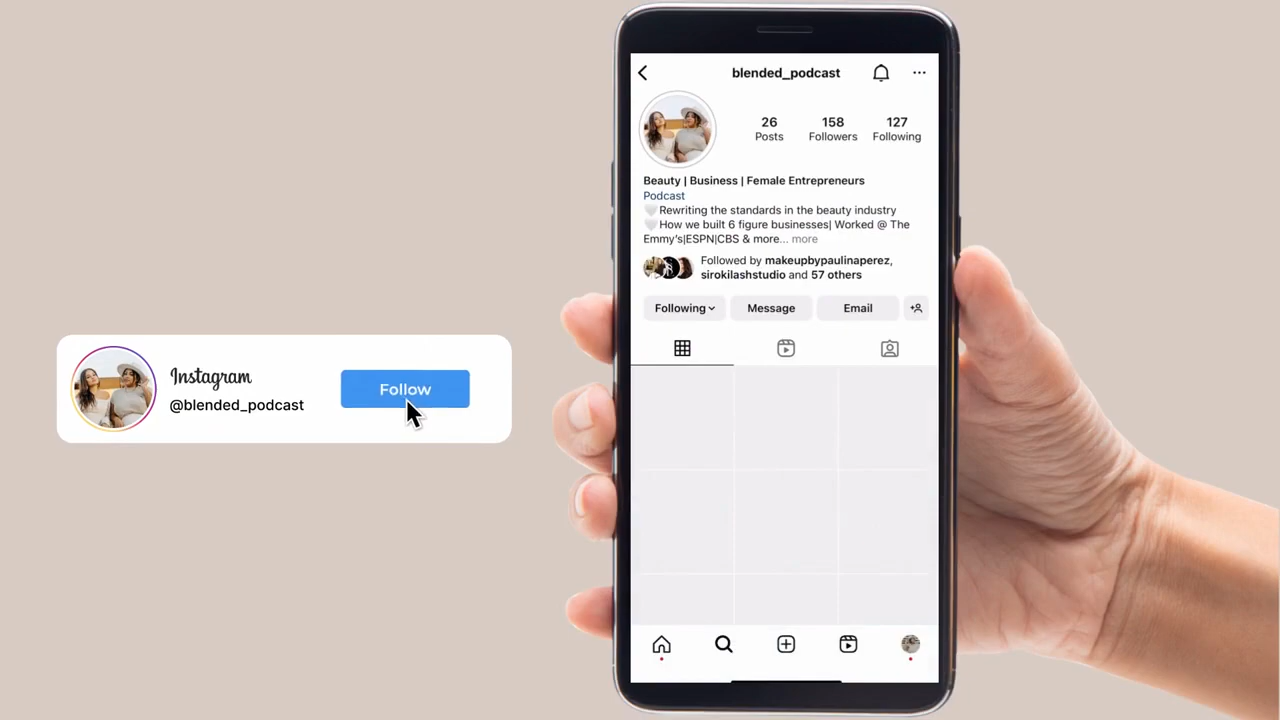 Instagram
@blended_podcast
Follow
blended_podcast
26
Posts
158
Followers
127
Following
Beauty | Business | Female Entrepreneurs
Podcast
🤍Rewriting the standards in the beauty industry
🤍How we built 6 figure businesses| Worked @ The
Emmy's|ESPN|CBS & more... more
Followed by makeupbypaulinaperez,
sirokilashstudio and 57 others
Following
Message
Email